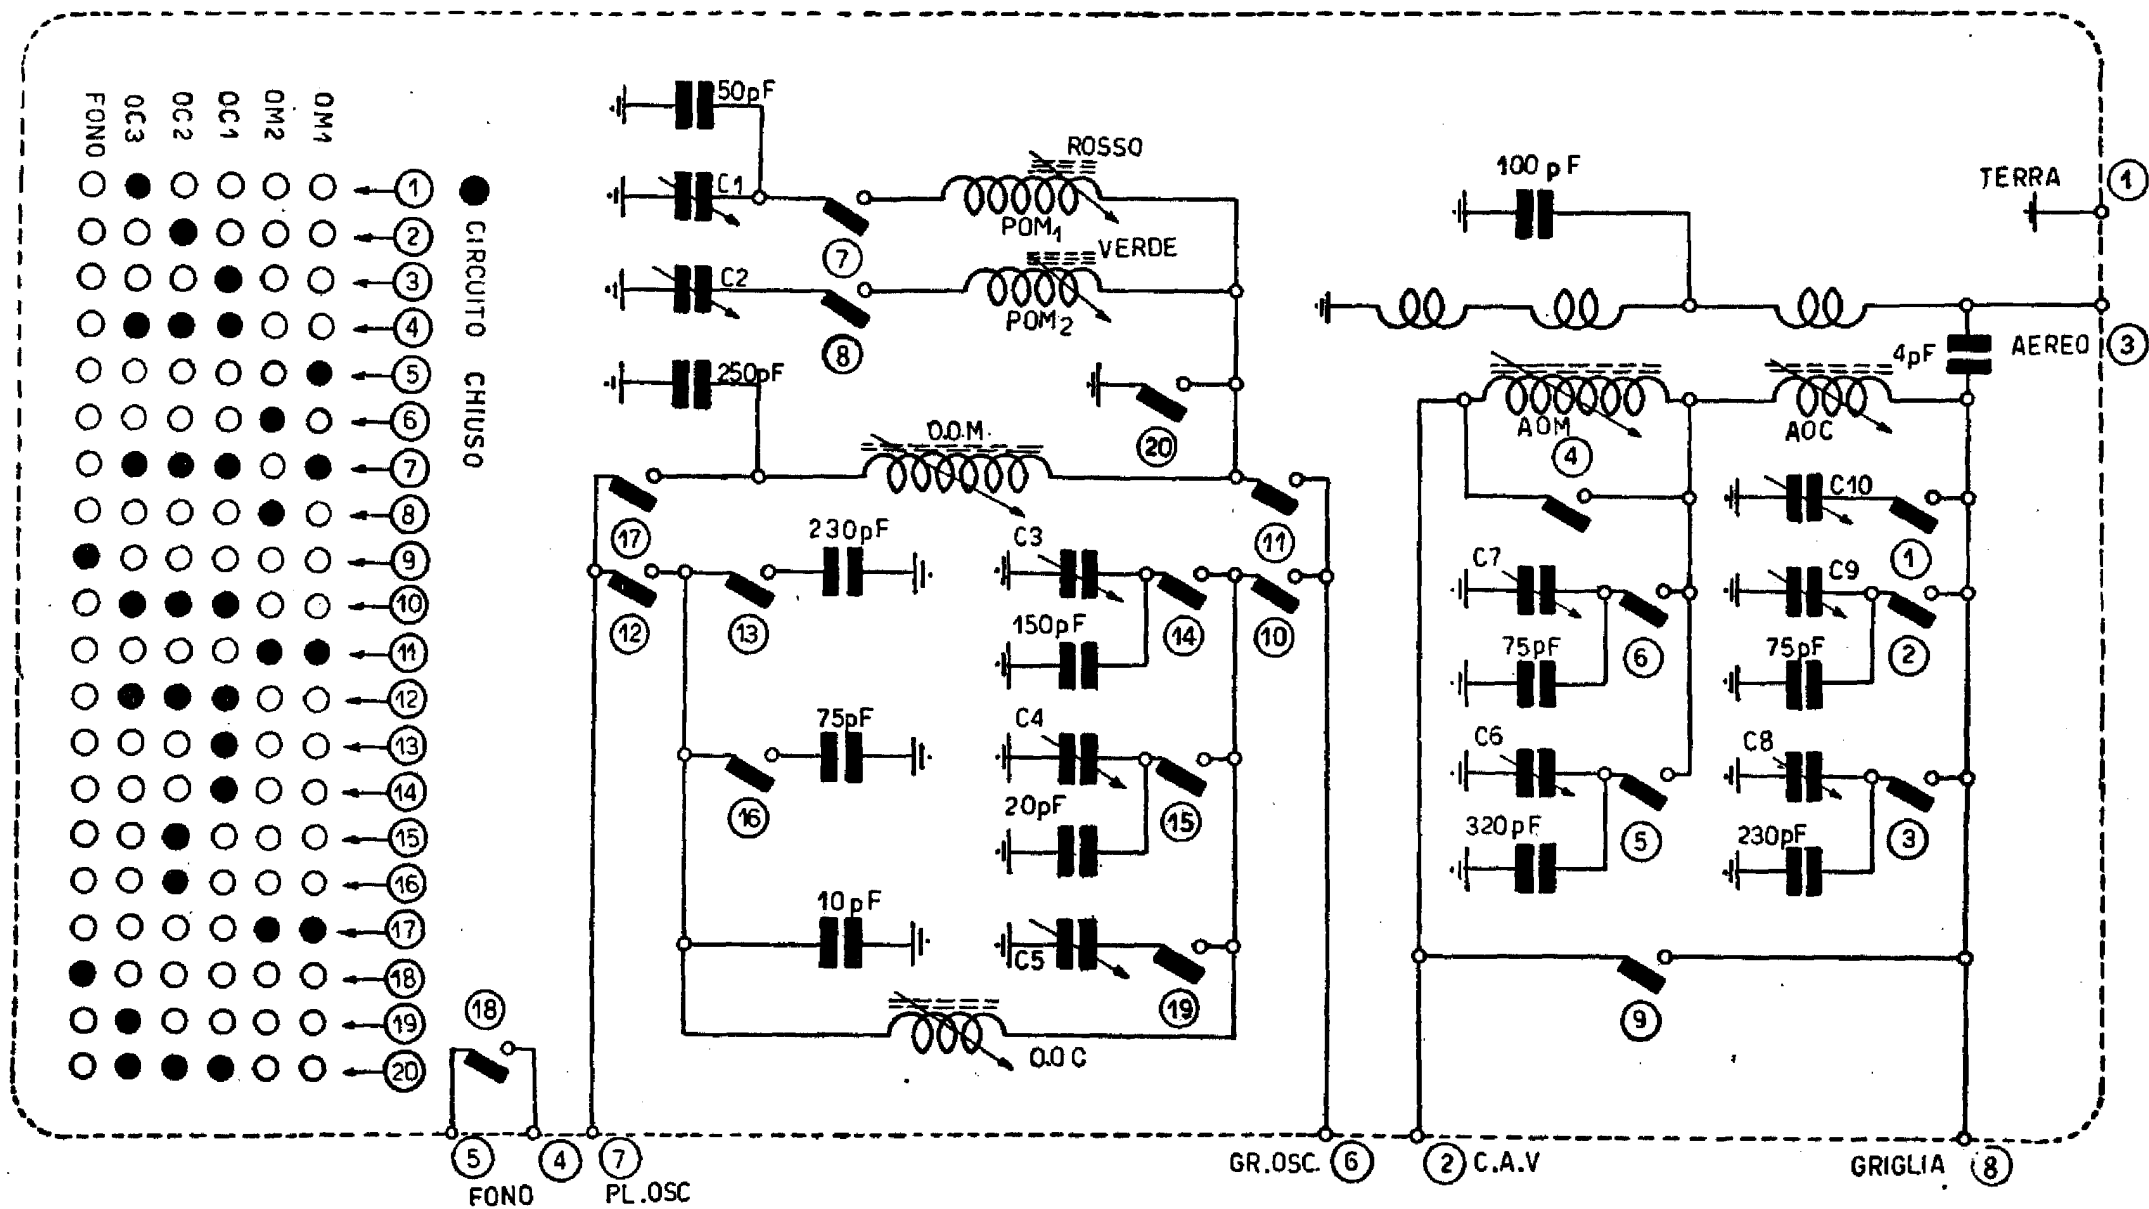 FONO
OC3
OC2
OC1
OM2
OM1
1
2
3
4
5
6
7
8
9
10
11
12
13
14
15
16
17
18
19
20
CIRCUITO CHIUSO
50pF
C1
7
ROSSO
POM1
C2
8
VERDE
POM2
250pF
20
O.O.M.
17
11
12
13
230pF
C3
150pF
14
10
16
75pF
C4
20pF
15
10pF
C5
19
O.O C
18
5
4
FONO
7
PL.OSC
GR.OSC. 6
2 C.A.V
GRIGLIA 8
100 pF
TERRA 1
AEREO 3
4pF
AOM
4
AOC
C10
1
C7
75pF
6
C9
75pF
2
C6
320pF
5
C8
230pF
3
9